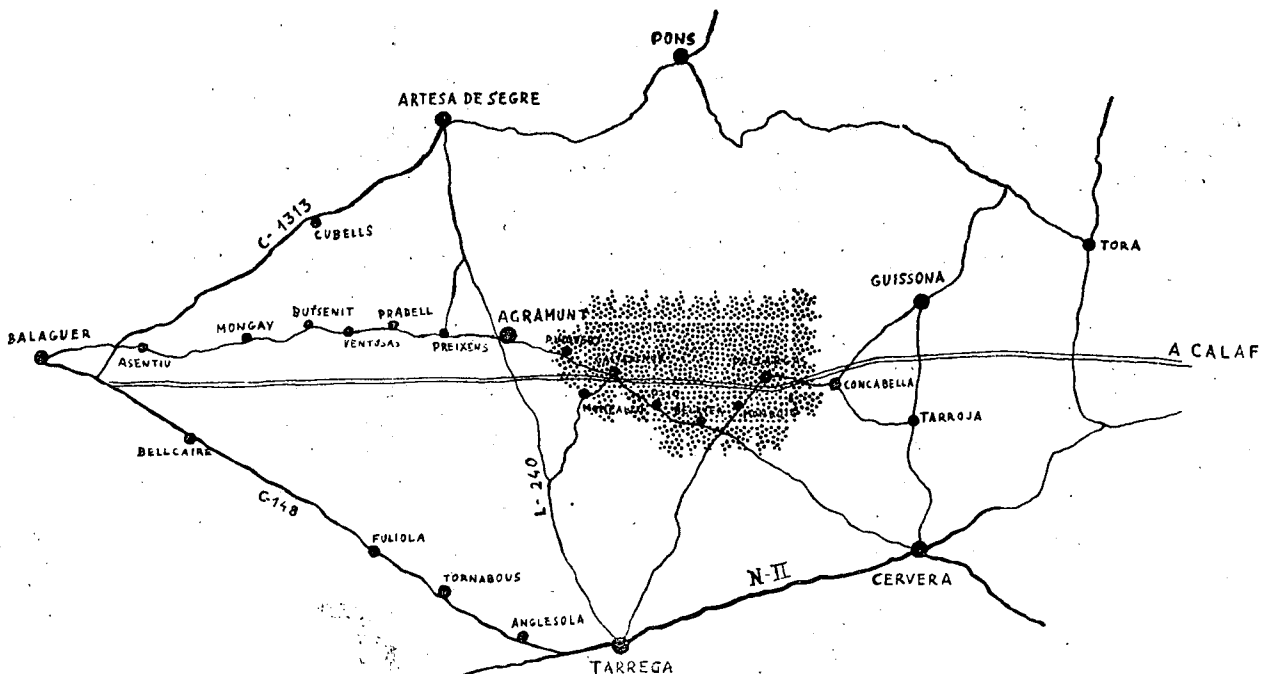 PONS
ARTESA DE SEGRE
C-1313
CUBELLS
TORA
GUISSONA
BALAGUER
ASENTIU
MONGAY
BUTSENIT
VENTOSAS
PRADELL
PREIXENS
AGRAMUNT
A CALAF
CONCABELLA
TARROJA
BELLCAIRE
C-148
L-240
FULIOLA
TORNABOUS
ANGLESOLA
N-II
CERVERA
TARREGA